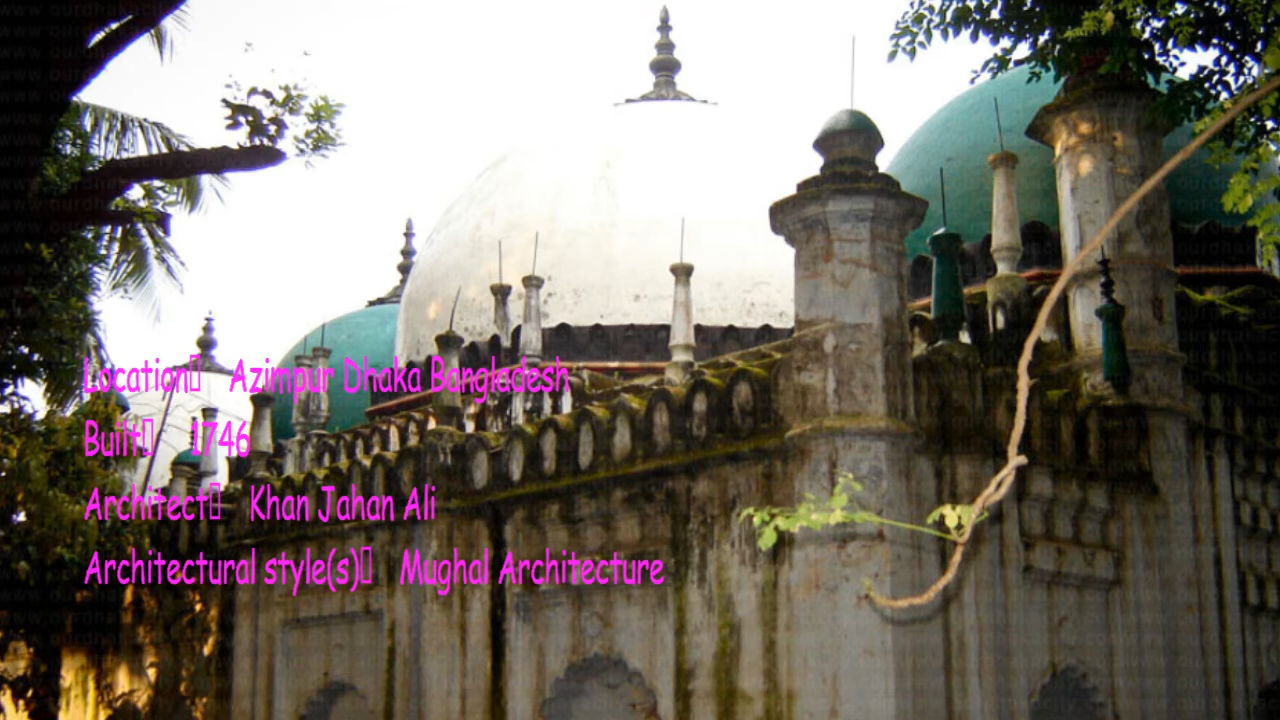 Location Azimpur Dhaka Bangladesh
Built 1746
Architect Khan Jahan Ali
Architectural style(s) Mughal Architecture